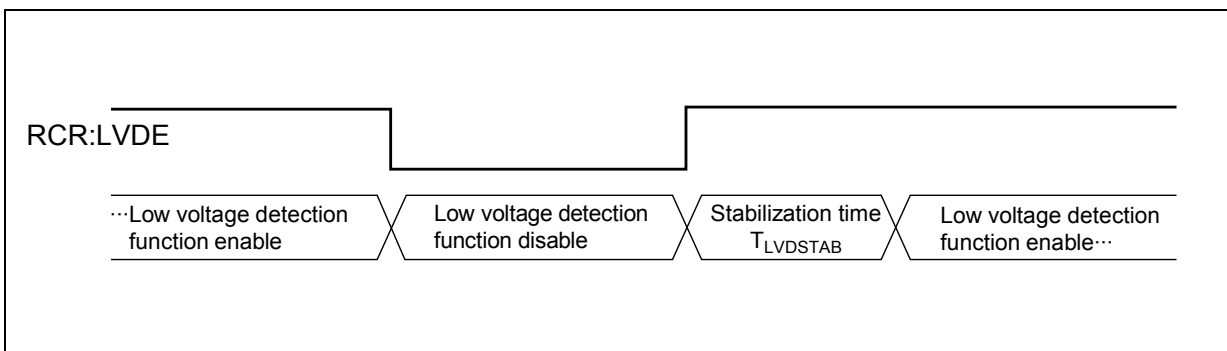 RCR:LVDE
···Low voltage detection
function enable
Low voltage detection
function disable
Stabilization time
TLVDSTAB
Low voltage detection
function enable···